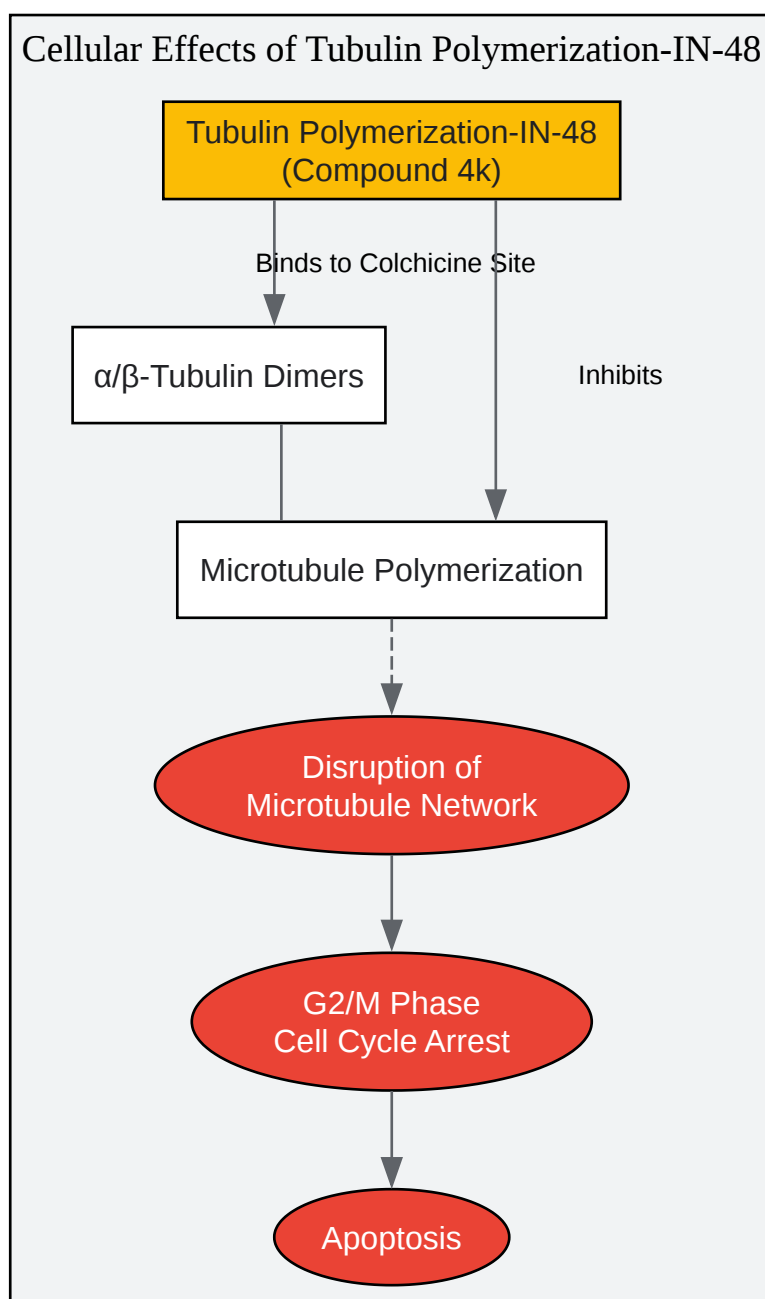 Cellular Effects of Tubulin Polymerization-IN-48
Tubulin Polymerization-IN-48
(Compound 4k)
Binds to Colchicine Site
α/β-Tubulin Dimers
Inhibits
Microtubule Polymerization
Disruption of
Microtubule Network
G2/M Phase
Cell Cycle Arrest
Apoptosis